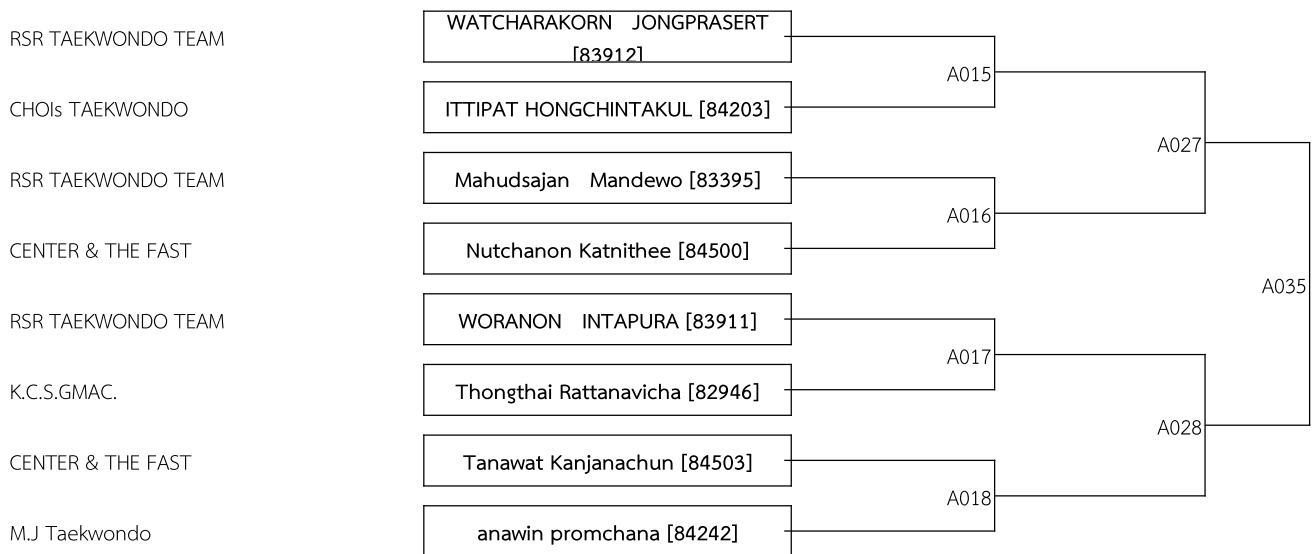 RSR TAEKWONDO TEAM
WATCHARAKORN JONGPRASERT
[83912]
A015
CHOIs TAEKWONDO
ITTIPAT HONGCHINTAKUL [84203]
A027
RSR TAEKWONDO TEAM
Mahudsajan Mandewo [83395]
A016
CENTER & THE FAST
Nutchanon Katnithee [84500]
A035
RSR TAEKWONDO TEAM
WORANON INTAPURA [83911]
A017
K.C.S.GMAC.
Thongthai Rattanavicha [82946]
A028
CENTER & THE FAST
Tanawat Kanjanachun [84503]
A018
M.J Taekwondo
anawin promchana [84242]